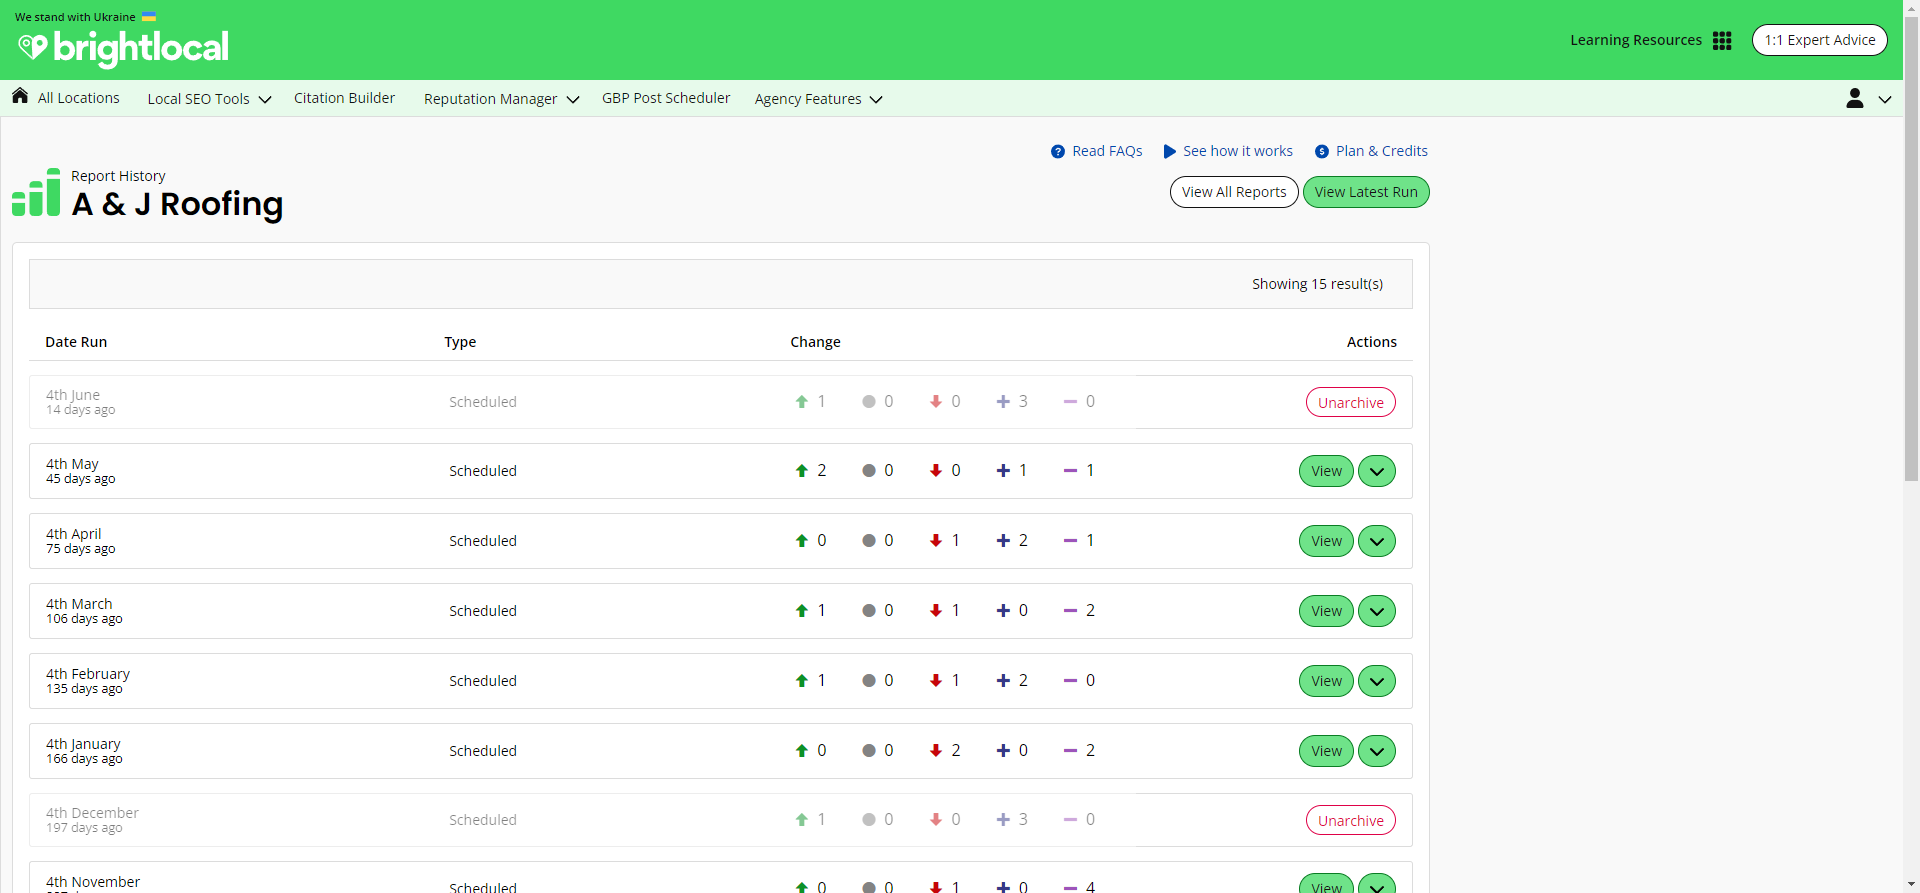 We stand with Ukraine
brightlocal
Learning Resources
1:1 Expert Advice
All Locations
Local SEO Tools
Citation Builder
Reputation Manager
GBP Post Scheduler
Agency Features
Read FAQs
See how it works
Plan & Credits
Report History
A & J Roofing
View All Reports
View Latest Run
Showing 15 result(s)
Date Run Type Change Actions
4th June
14 days ago
Scheduled 1 0 0 3 0 Unarchive
4th May
45 days ago
Scheduled 2 0 0 1 1 View
4th April
75 days ago
Scheduled 0 0 1 2 1 View
4th March
106 days ago
Scheduled 1 0 1 0 2 View
4th February
135 days ago
Scheduled 1 0 1 2 0 View
4th January
166 days ago
Scheduled 0 0 2 0 2 View
4th December
197 days ago
Scheduled 1 0 0 3 0 Unarchive
4th November
Scheduled 0 0 1 0 4 View